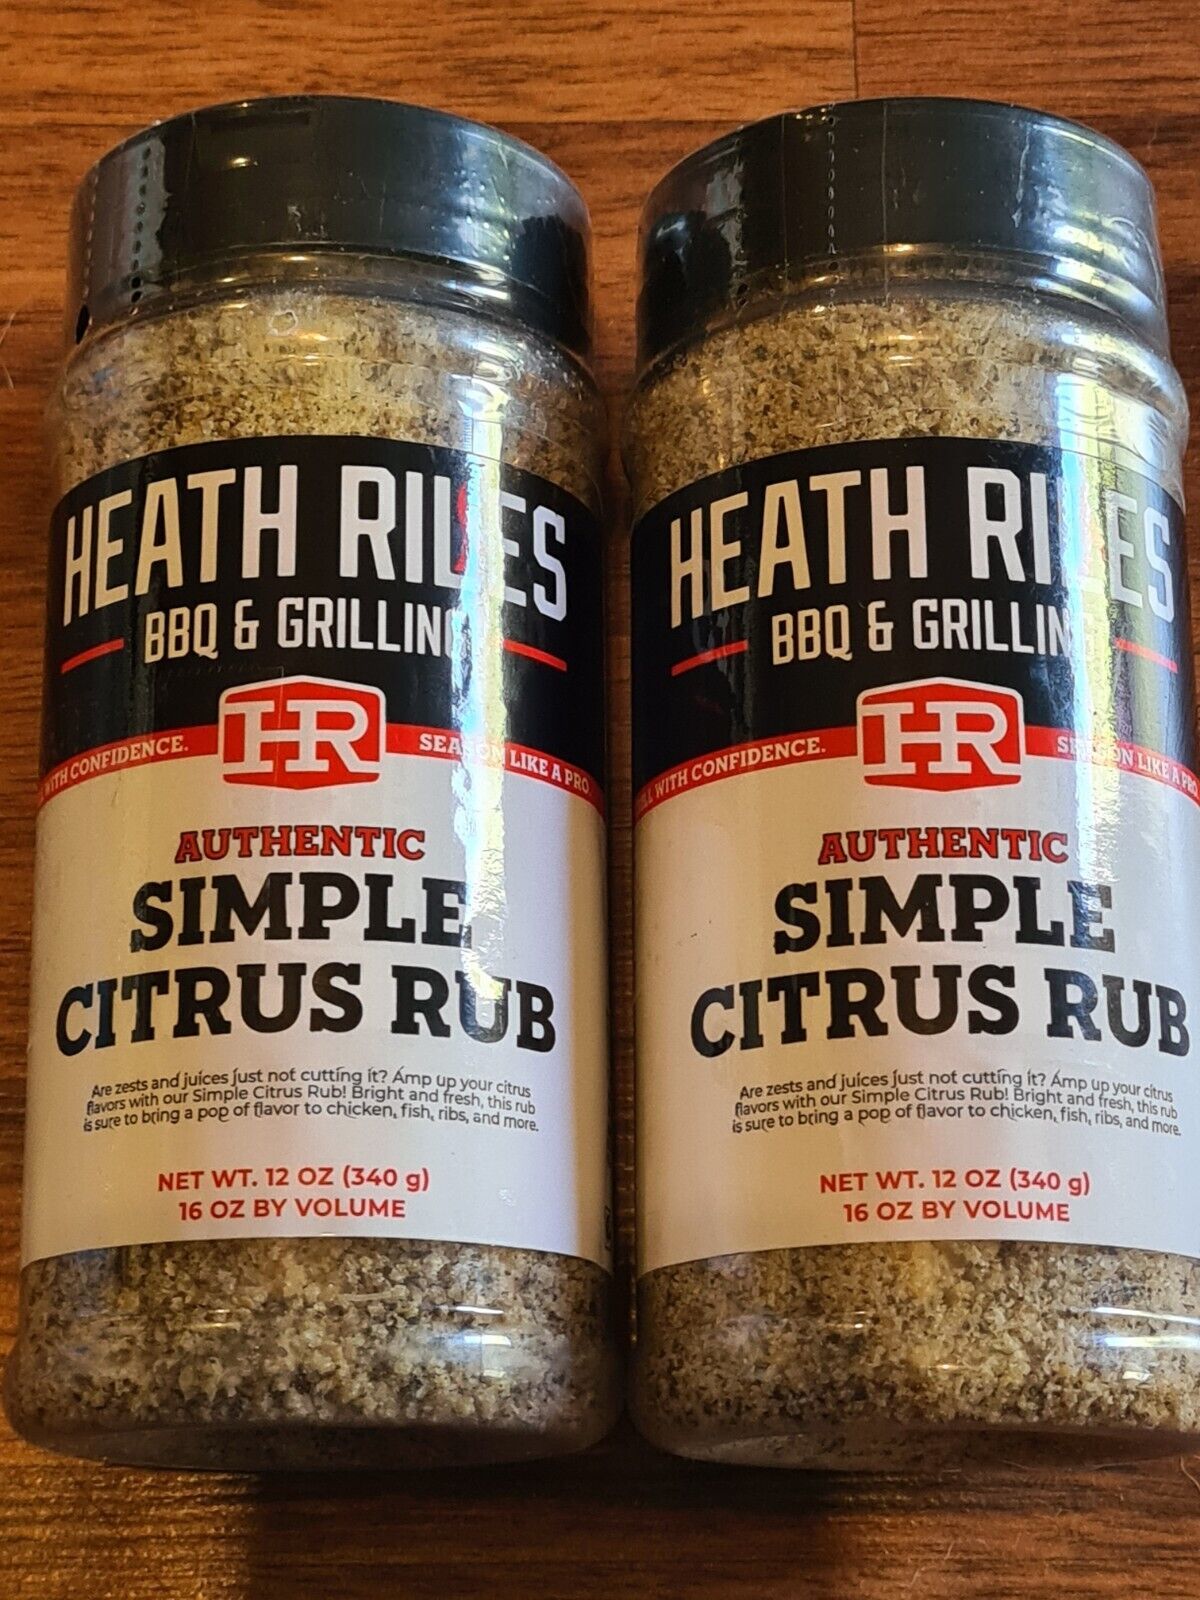 HEATH RILES
BBQ & GRILLING
HR
WITH CONFIDENCE.
SEASON LIKE A PRO
AUTHENTIC
SIMPLE
CITRUS RUB
Are zests and juices just not cutting it? Amp up your citrus
flavors with our Simple Citrus Rub! Bright and fresh, this rub
is sure to bring a pop of flavor to chicken, fish, ribs, and more.
NET WT. 12 OZ (340 g)
16 OZ BY VOLUME
HEATH RILES
BBQ & GRILLING
HR
WITH CONFIDENCE.
SEASON LIKE A PRO
AUTHENTIC
SIMPLE
CITRUS RUB
Are zests and juices just not cutting it? Amp up your citrus
flavors with our Simple Citrus Rub! Bright and fresh, this rub
is sure to bring a pop of flavor to chicken, fish, ribs, and more.
NET WT. 12 OZ (340 g)
16 OZ BY VOLUME